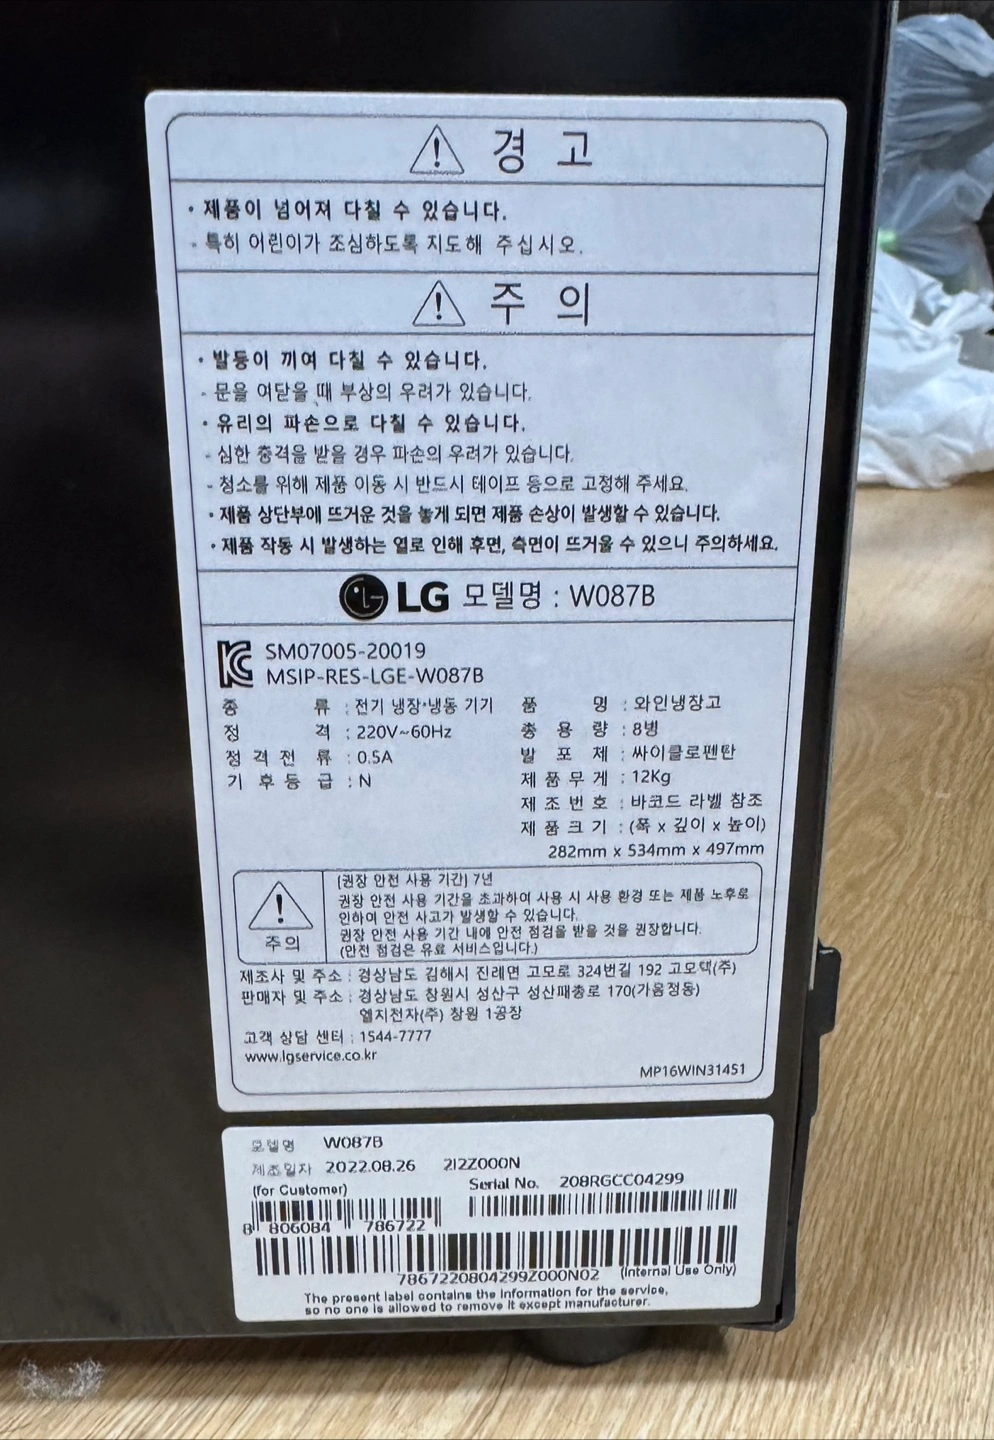 경고
• 제품이 넘어져 다칠 수 있습니다.
- 특히 어린이가 조심하도록 지도해 주십시오.
주의
• 발등이 끼여 다칠 수 있습니다.
- 문을 여닫을 때 부상의 우려가 있습니다.
• 유리의 파손으로 다칠 수 있습니다.
- 심한 충격을 받을 경우 파손의 우려가 있습니다.
- 청소를 위해 제품 이동 시 반드시 테이프 등으로 고정해 주세요.
• 제품 상단부에 뜨거운 것을 놓게 되면 제품 손상이 발생할 수 있습니다.
• 제품 작동 시 발생하는 열로 인해 후면, 측면이 뜨거울 수 있으니 주의하세요.
LG 모델명 : W087B
SM07005-20019
MSIP-RES-LGE-W087B
종 류 : 전기 냉장·냉동 기기
정 격 : 220V~60Hz
정 격 전 류 : 0.5A
기 후 등 급 : N
품 명 : 와인냉장고
총 용 량 : 8병
발 포 제 : 싸이클로펜탄
제 품 무 게 : 12Kg
제 조 번 호 : 바코드 라벨 참조
제 품 크 기 : (폭 x 깊이 x 높이)
282mm x 534mm x 497mm
주의
[권장 안전 사용 기간] 7년
권장 안전 사용 기간을 초과하여 사용 시 사용 환경 또는 제품 노후로
인하여 안전 사고가 발생할 수 있습니다.
권장 안전 사용 기간 내에 안전 점검을 받을 것을 권장합니다.
(안전 점검은 유료 서비스입니다.)
제조사 및 주소 : 경상남도 김해시 진례면 고모로 324번길 192 고모텍(주)
판매자 및 주소 : 경상남도 창원시 성산구 성산패총로 170(가음정동)
엘지전자(주) 창원 1공장
고객 상담 센터 : 1544-7777
www.lgservice.co.kr
MP16WIN31451
모델명 W087B
제조일자 2022.08.26 212Z000N
(for Customer) Serial No. 208RGCC04299
8 806084 786722
7867220804299Z000N02 (Internal Use Only)
The present label contains the information for the service,
so no one is allowed to remove it except manufacturer.